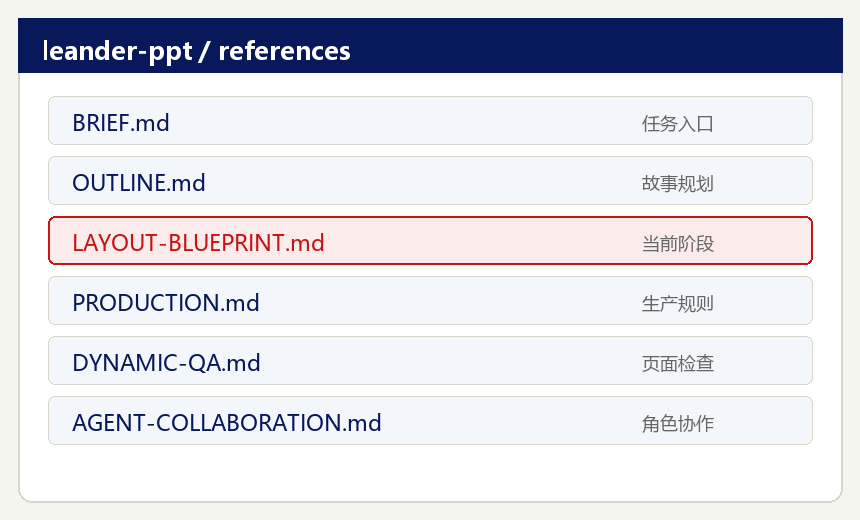 leander-ppt / references
BRIEF.md 任务入口
OUTLINE.md 故事规划
LAYOUT-BLUEPRINT.md 当前阶段
PRODUCTION.md 生产规则
DYNAMIC-QA.md 页面检查
AGENT-COLLABORATION.md 角色协作